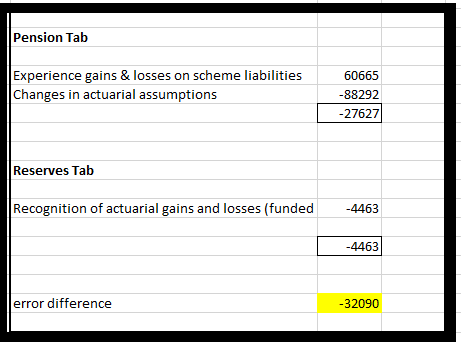 Pension Tab
Experience gains & losses on scheme liabilities 60665
Changes in actuarial assumptions -88292
-27627
Reserves Tab
Recognition of actuarial gains and losses (funded -4463
-4463
error difference -32090